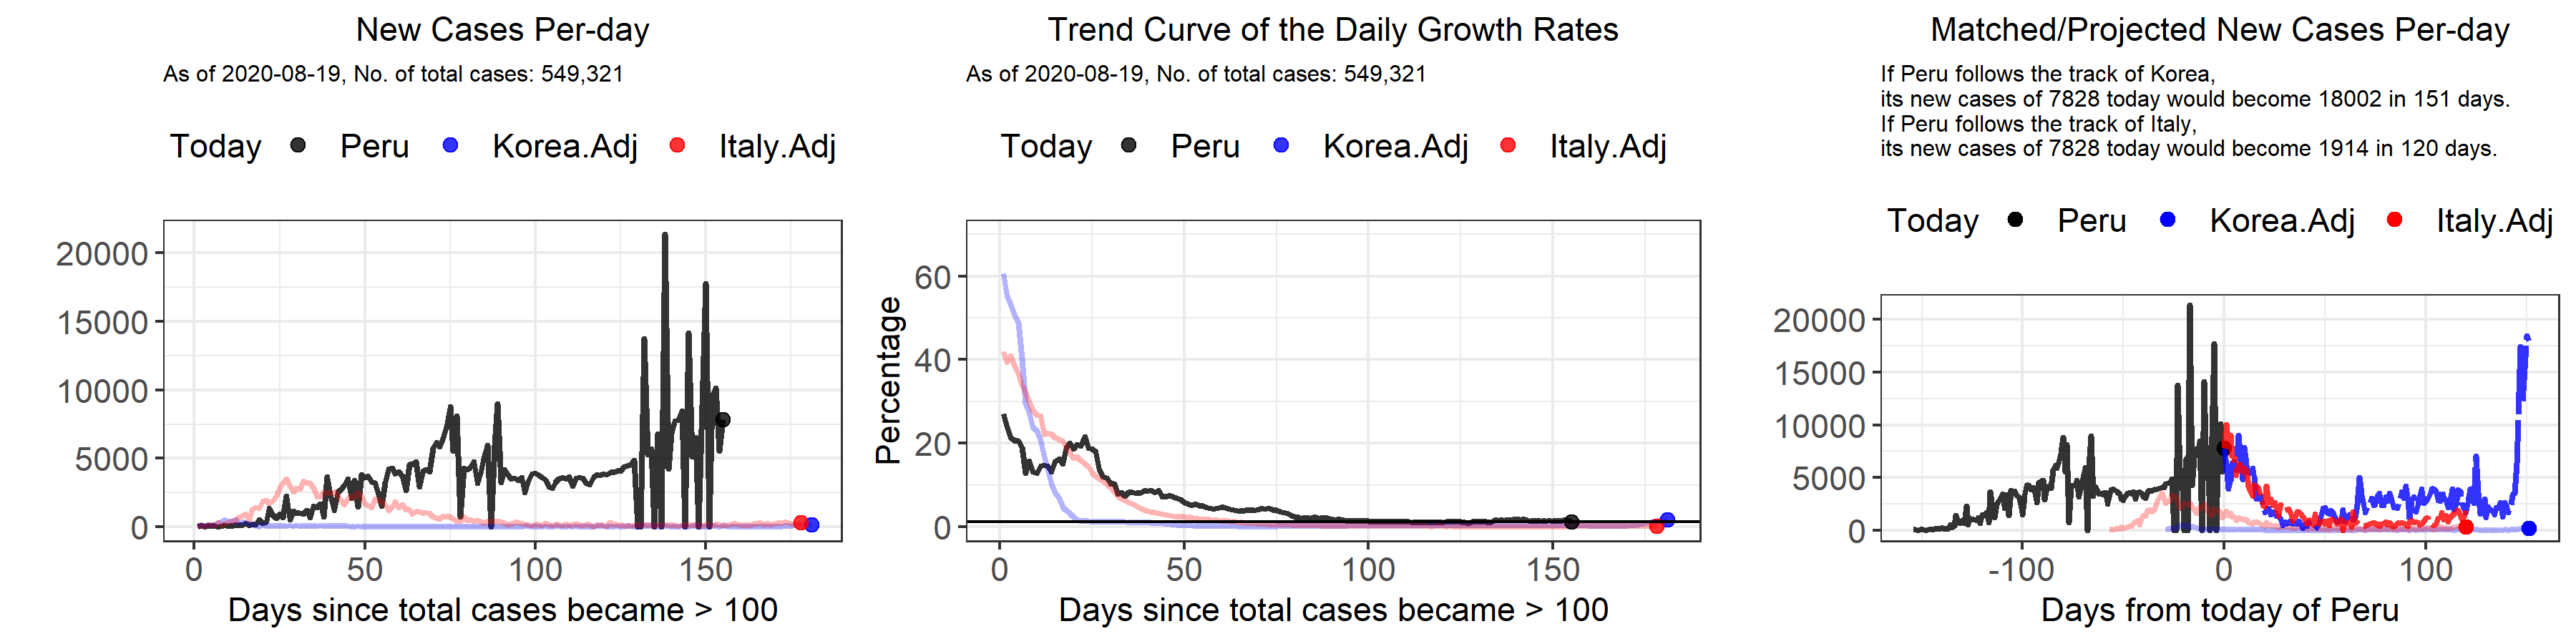 New Cases Per-day
As of 2020-08-19, No. of total cases: 549,321
Today Peru Korea.Adj Italy.Adj
20000
15000
10000
5000
0
0 50 100 150
Days since total cases became > 100
Trend Curve of the Daily Growth Rates
As of 2020-08-19, No. of total cases: 549,321
Today Peru Korea.Adj Italy.Adj
Percentage
60
40
20
0
0 50 100 150
Days since total cases became > 100
Matched/Projected New Cases Per-day
If Peru follows the track of Korea,
its new cases of 7828 today would become 18002 in 151 days.
If Peru follows the track of Italy,
its new cases of 7828 today would become 1914 in 120 days.
Today Peru Korea.Adj Italy.Adj
20000
15000
10000
5000
0
-100 0 100
Days from today of Peru